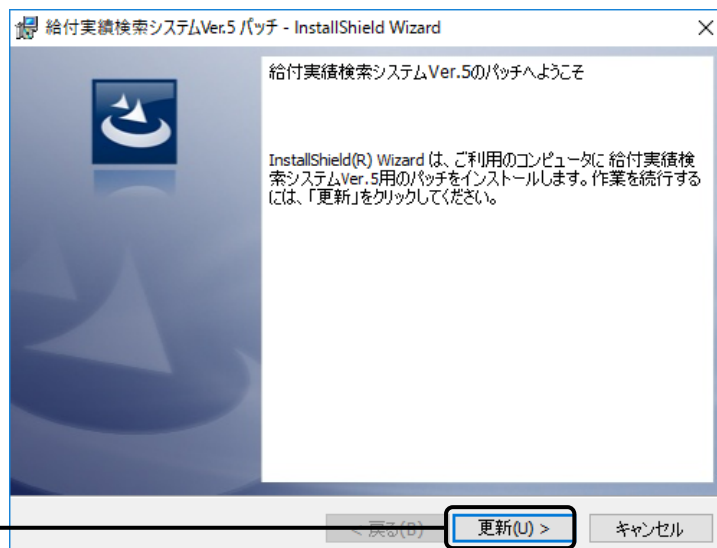 給付実績検索システムVer.5 パッチ - InstallShield Wizard
給付実績検索システムVer.5のパッチへようこそ
InstallShield(R) Wizard は、ご利用のコンピュータに 給付実績検
索システムVer.5用のパッチをインストールします。作業を続行する
には、「更新」をクリックしてください。
< 戻る(B) 更新(U) > キャンセル